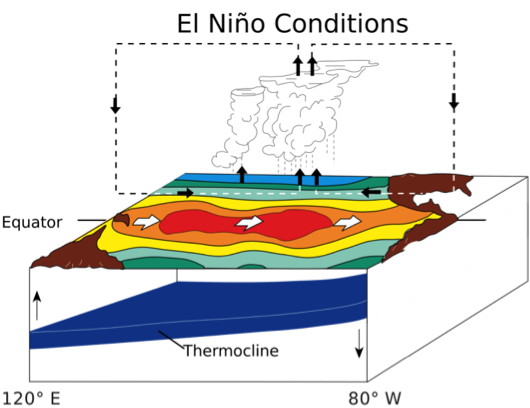 El Niño Conditions
Equator
Thermocline
120° E
80° W